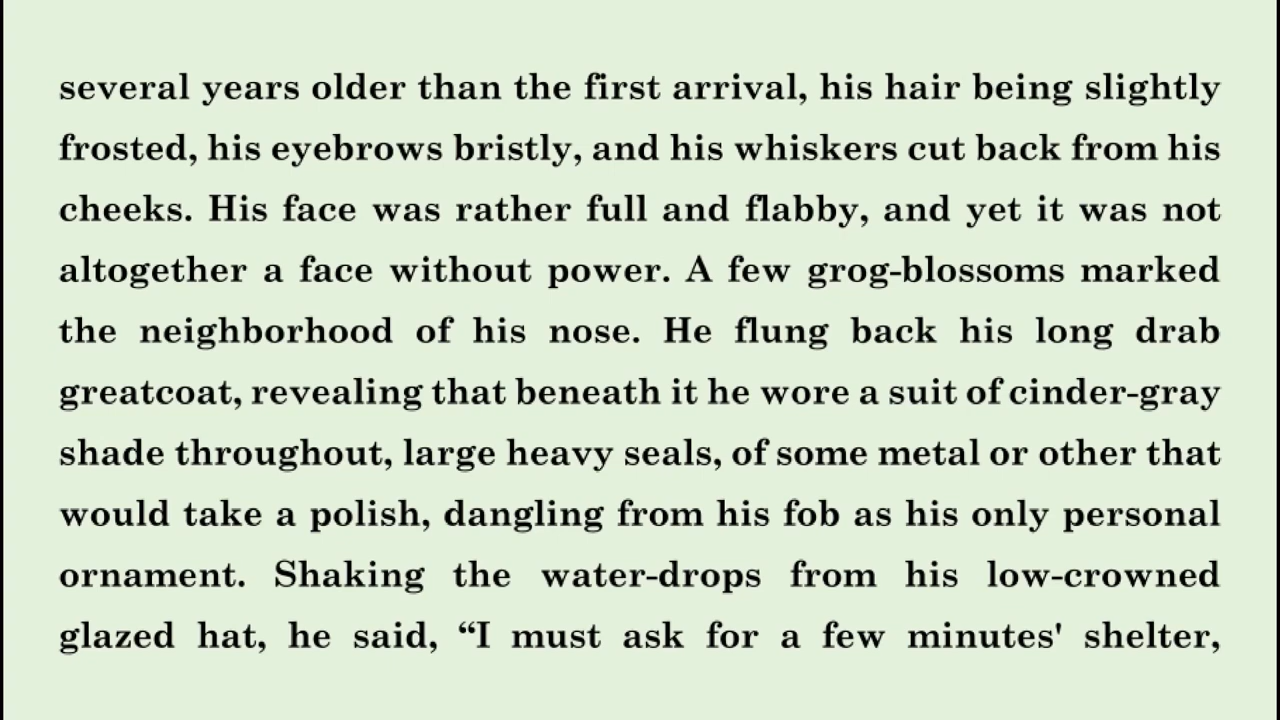 several years older than the first arrival, his hair being slightly
frosted, his eyebrows bristly, and his whiskers cut back from his
cheeks. His face was rather full and flabby, and yet it was not
altogether a face without power. A few grog-blossoms marked
the neighborhood of his nose. He flung back his long drab
greatcoat, revealing that beneath it he wore a suit of cinder-gray
shade throughout, large heavy seals, of some metal or other that
would take a polish, dangling from his fob as his only personal
ornament. Shaking the water-drops from his low-crowned
glazed hat, he said, “I must ask for a few minutes' shelter,